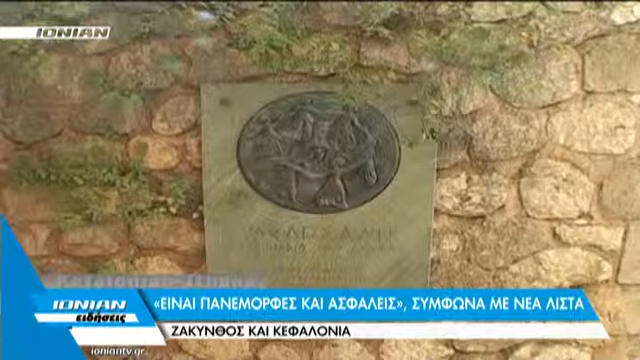 IONIAN
«ΕΙΝΑΙ ΠΑΝΕΜΟΡΦΕΣ ΚΑΙ ΑΣΦΑΛΕΙΣ», ΣΥΜΦΩΝΑ ΜΕ ΝΕΑ ΛΙΣΤΑ
IONIAN
ειδήσεις
ΖΑΚΥΝΘΟΣ ΚΑΙ ΚΕΦΑΛΟΝΙΑ
ioniantv.gr